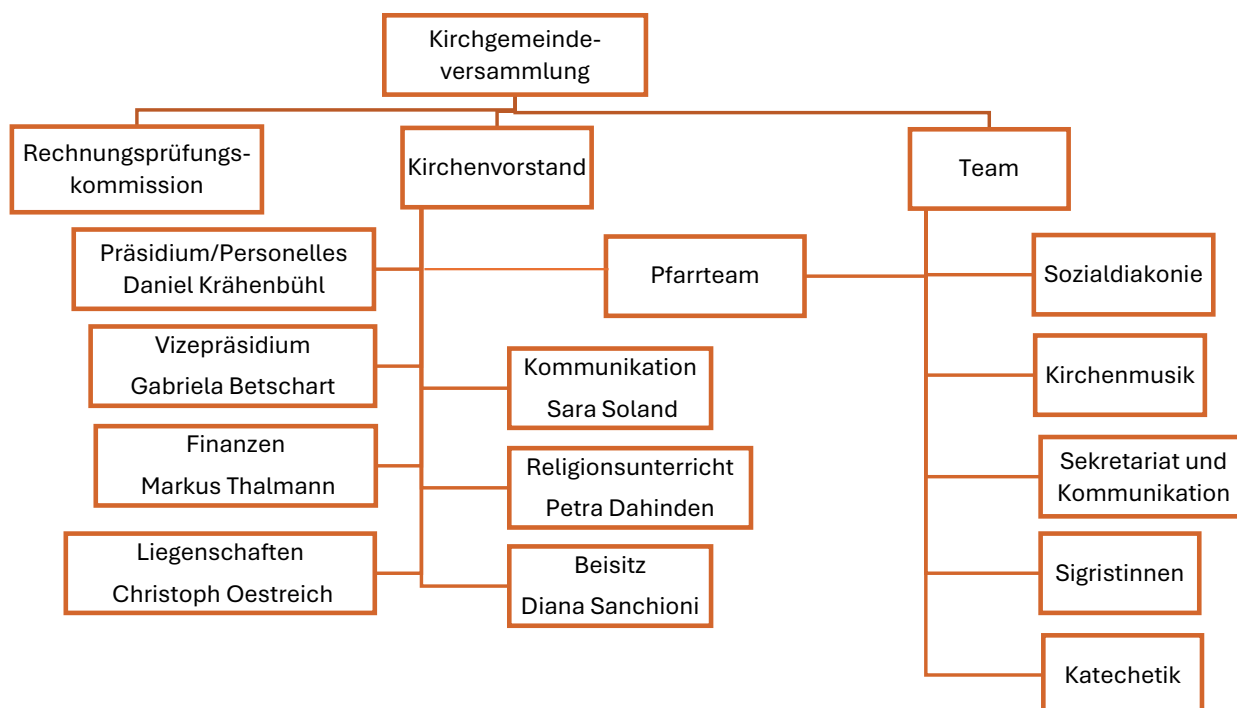 Kirchgemeinde-
versammlung
Rechnungsprüfungs-
kommission
Kirchenvorstand
Team
Präsidium/Personelles
Daniel Krähenbühl
Pfarrteam
Sozialdiakonie
Vizepräsidium
Gabriela Betschart
Kommunikation
Sara Soland
Kirchenmusik
Finanzen
Markus Thalmann
Religionsunterricht
Petra Dahinden
Sekretariat und
Kommunikation
Liegenschaften
Christoph Oestreich
Beisitz
Diana Sanchioni
Sigristinnen
Katechetik